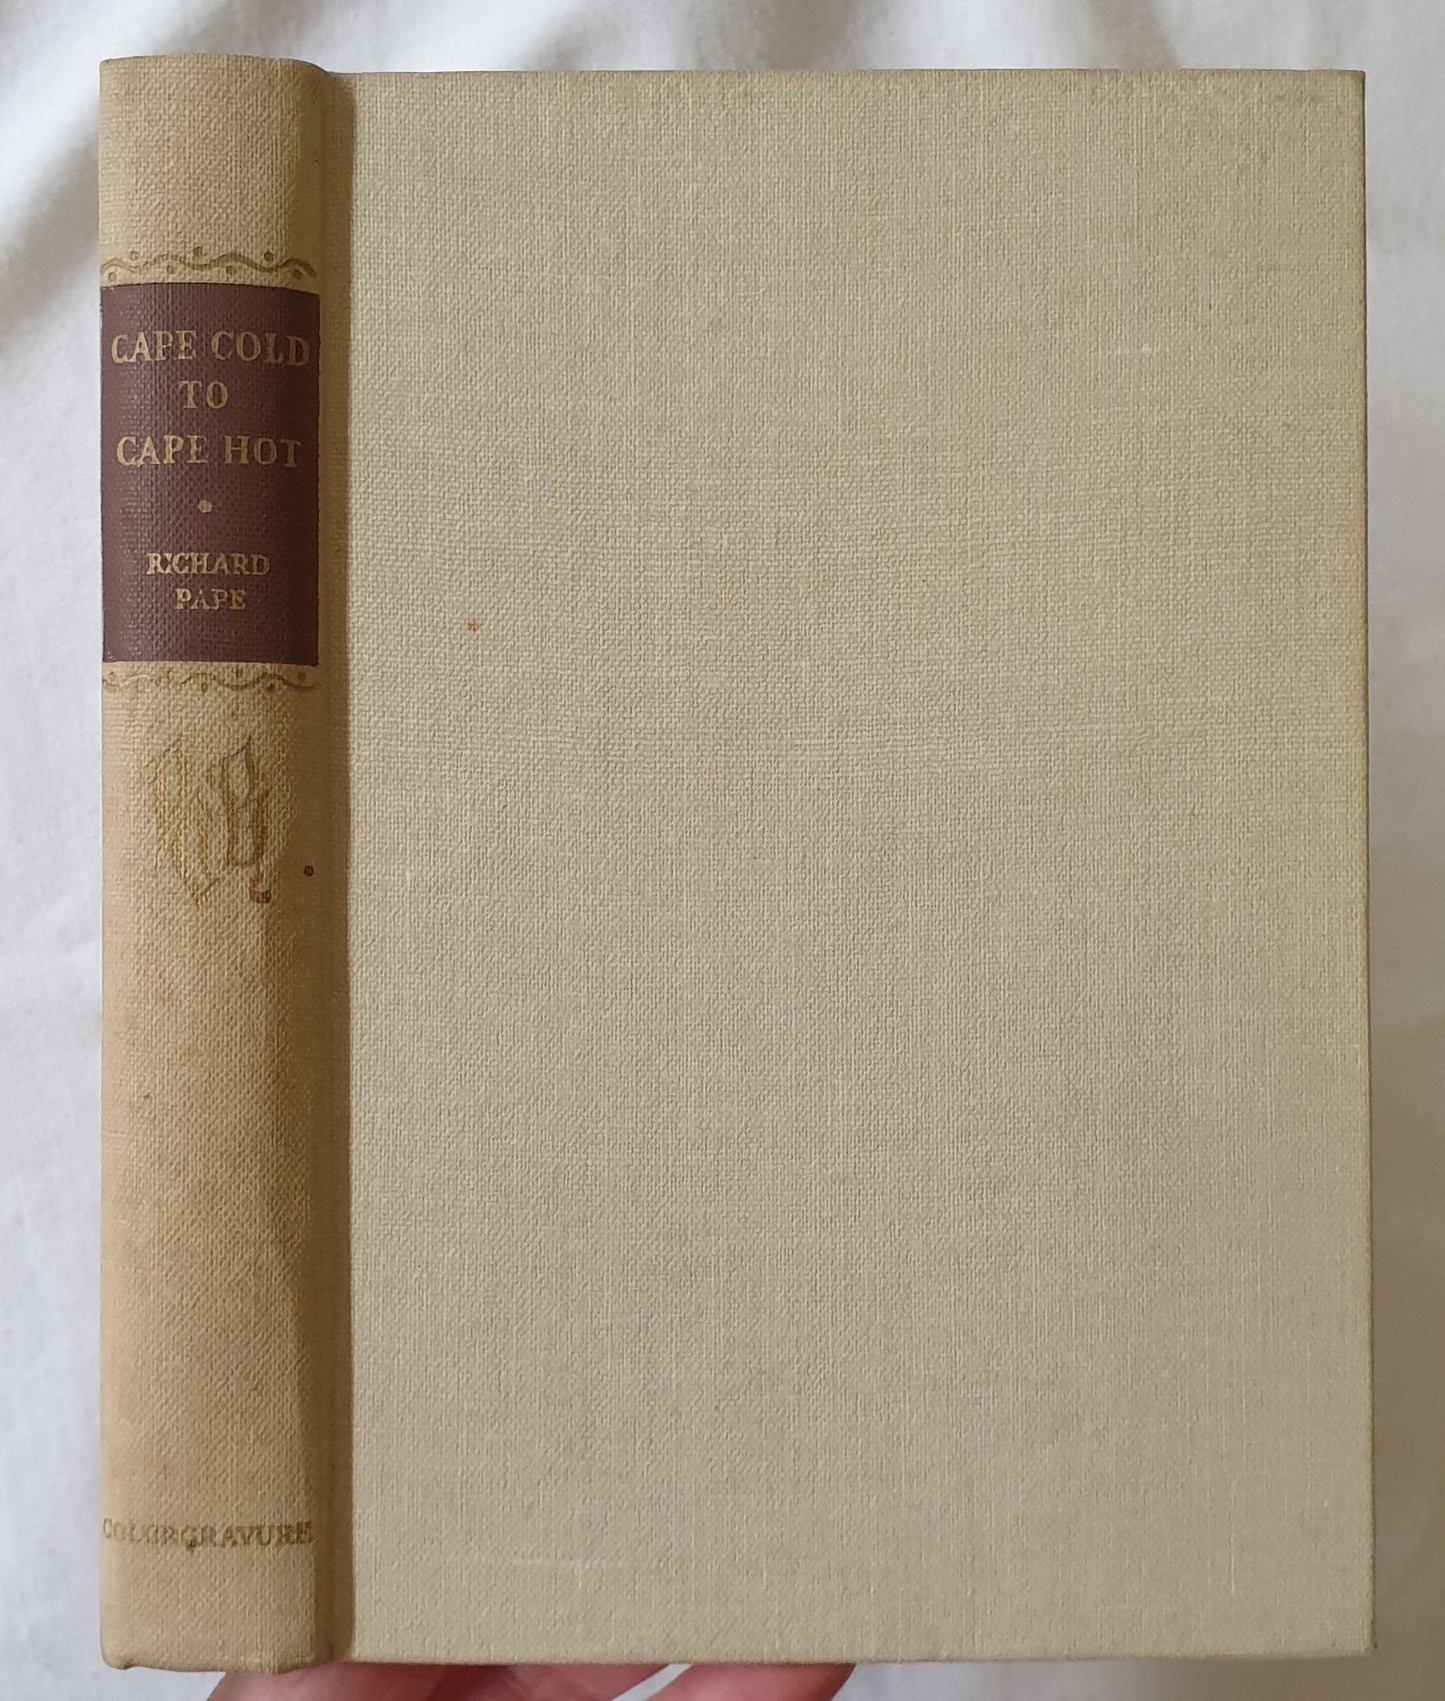 CAPE COLD
TO
CAPE HOT
RICHARD
PAPE
COLORGRAVURE